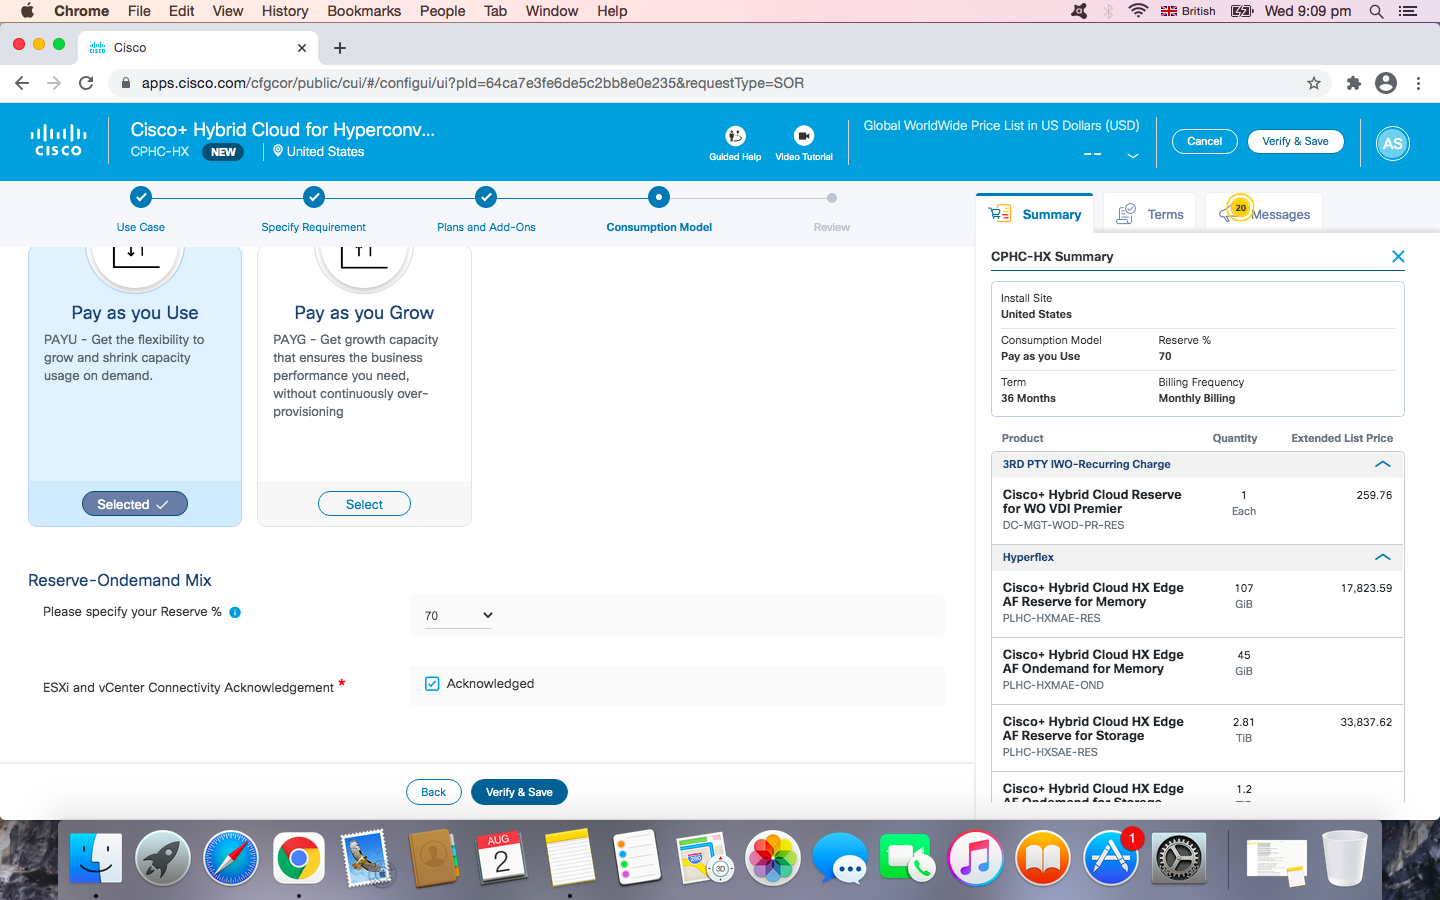 Chrome File Edit View History Bookmarks People Tab Window Help British Wed 9:09 pm
Cisco
apps.cisco.com/cfgcor/public/cui/#/configui/ui?pId=64ca7e3fe6de5c2bb8e0e235&requestType=SOR
CISCO
Cisco+ Hybrid Cloud for Hyperconv...
CPHC-HX NEW United States
Guided Help
Video Tutorial
Global WorldWide Price List in US Dollars (USD)
--
Cancel
Verify & Save
AS
Use Case
Specify Requirement
Plans and Add-Ons
Consumption Model
Review
Summary
Terms
20
Messages
Pay as you Use
PAYU - Get the flexibility to
grow and shrink capacity
usage on demand.
Selected
Pay as you Grow
PAYG - Get growth capacity
that ensures the business
performance you need,
without continuously over-
provisioning
Select
Reserve-Ondemand Mix
Please specify your Reserve %
70
ESXi and vCenter Connectivity Acknowledgement *
Acknowledged
Back
Verify & Save
CPHC-HX Summary
Install Site
United States
Consumption Model Reserve %
Pay as you Use 70
Term Billing Frequency
36 Months Monthly Billing
Product Quantity Extended List Price
3RD PTY IWO-Recurring Charge
Cisco+ Hybrid Cloud Reserve 1 259.76
for WO VDI Premier Each
DC-MGT-WOD-PR-RES
Hyperflex
Cisco+ Hybrid Cloud HX Edge 107 17,823.59
AF Reserve for Memory GiB
PLHC-HXMAE-RES
Cisco+ Hybrid Cloud HX Edge 45
AF Ondemand for Memory GiB
PLHC-HXMAE-OND
Cisco+ Hybrid Cloud HX Edge 2.81 33,837.62
AF Reserve for Storage TiB
PLHC-HXSAE-RES
Cisco+ Hybrid Cloud HX Edge 1.2
AF Ondemand for Storage TiB
AUG
2
280
3D
1